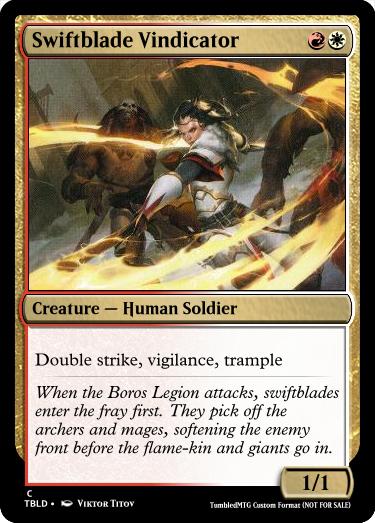 Swiftblade Vindicator
Creature — Human Soldier
Double strike, vigilance, trample
When the Boros Legion attacks, swiftblades
enter the fray first. They pick off the
archers and mages, softening the enemy
front before the flame-kin and giants go in.
1/1
C
TBLD • Viktor Titov
TumbledMTG Custom Format (NOT FOR SALE)